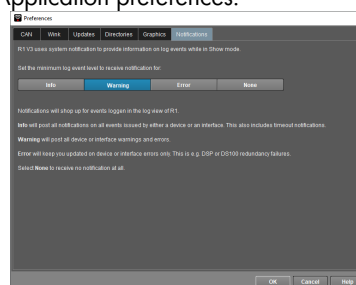 Application preferences.
Preferences
CAN Wink Updates Directories Graphics Notifications
R1 V3 uses system notification to provide information on log events while in Show mode.
Set the minimum log event level to receive notification for:
Info Warning Error None
Notifications will shop up for events loggen in the log view of R1.
Info will post all notifications on all events issued by either a device or an interface. This also includes timeout notifications.
Warning will post all device or interface warnings and errors.
Error will keep you updated on device or interface errors only. This is e.g. DSP or DS100 redundancy failures.
Select None to receive no notification at all.
OK Cancel Help